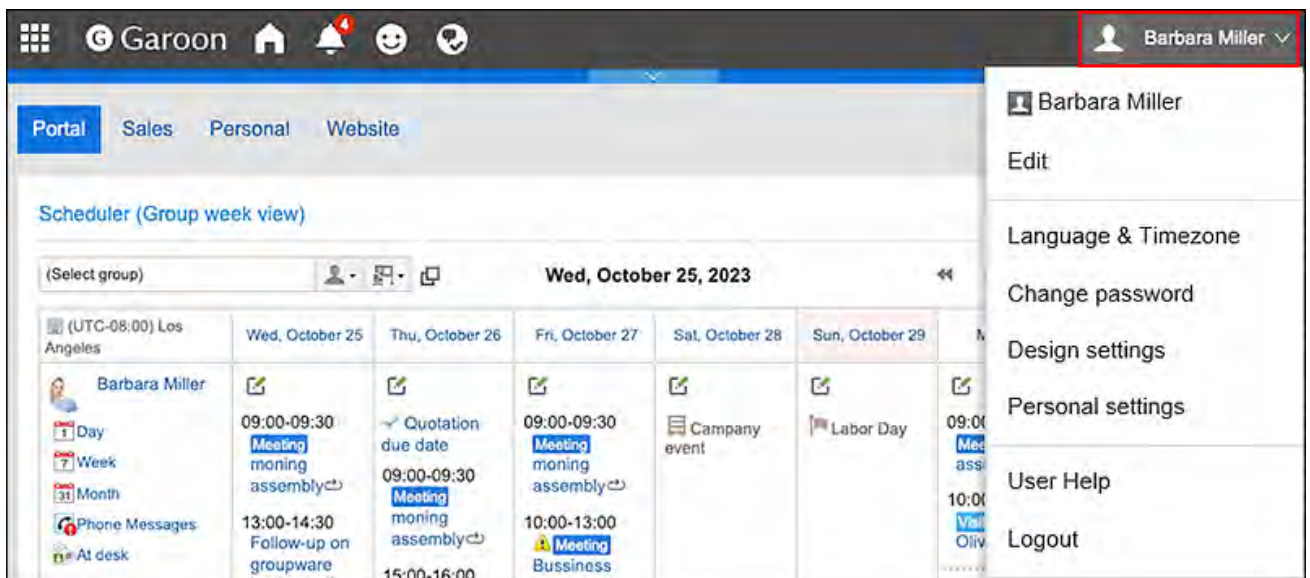 Garoon
4
Barbara Miller
Portal
Sales
Personal
Website
Barbara Miller
Edit
Language & Timezone
Change password
Design settings
Personal settings
User Help
Logout
Scheduler (Group week view)
(Select group)
Wed, October 25, 2023
(UTC-08:00) Los
Angeles
Wed, October 25
Thu, October 26
Fri, October 27
Sat, October 28
Sun, October 29
Barbara Miller
1 Day
7 Week
31 Month
Phone Messages
At desk
09:00-09:30
Meeting
moning
assembly
13:00-14:30
Follow-up on
groupware
Quotation
due date
09:00-09:30
Meeting
moning
assembly
15:00-16:00
09:00-09:30
Meeting
moning
assembly
10:00-13:00
Meeting
Bussiness
Campany
event
Labor Day